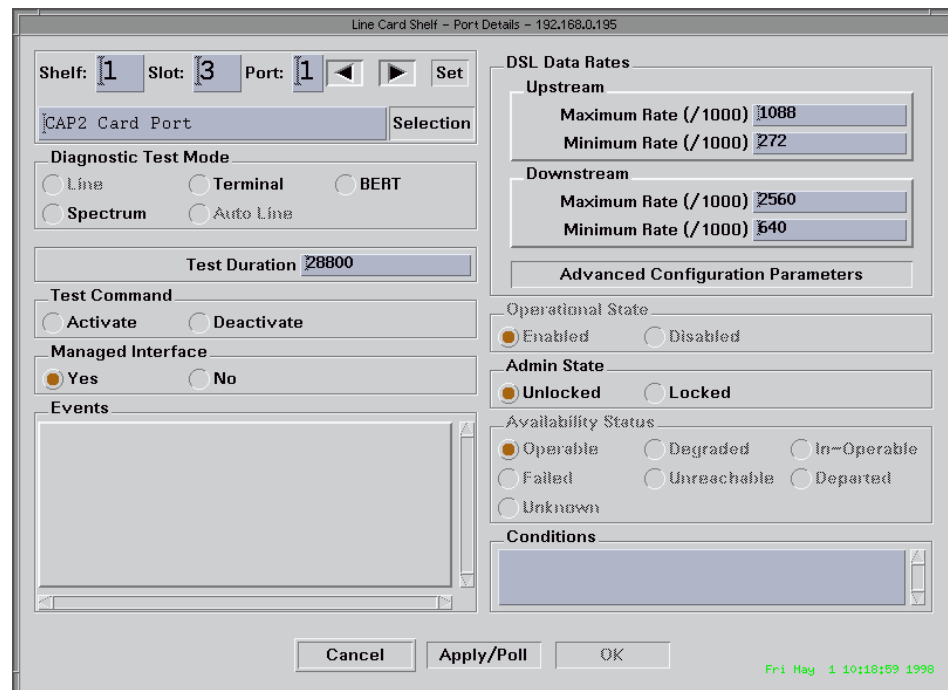 Line Card Shelf - Port Details - 192.168.0.195
Shelf: 1 Slot: 3 Port: 1 Set
CAP2 Card Port Selection
Diagnostic Test Mode
Line Terminal BERT
Spectrum Auto Line
Test Duration 28800
Test Command
Activate Deactivate
Managed Interface
Yes No
Events
DSL Data Rates
Upstream
Maximum Rate (/1000) 1088
Minimum Rate (/1000) 272
Downstream
Maximum Rate (/1000) 2560
Minimum Rate (/1000) 640
Advanced Configuration Parameters
Operational State
Enabled Disabled
Admin State
Unlocked Locked
Availability Status
Operable Degraded In-Operable
Failed Unreachable Departed
Unknown
Conditions
Cancel Apply/Poll OK
Fri May 1 10:18:59 1998